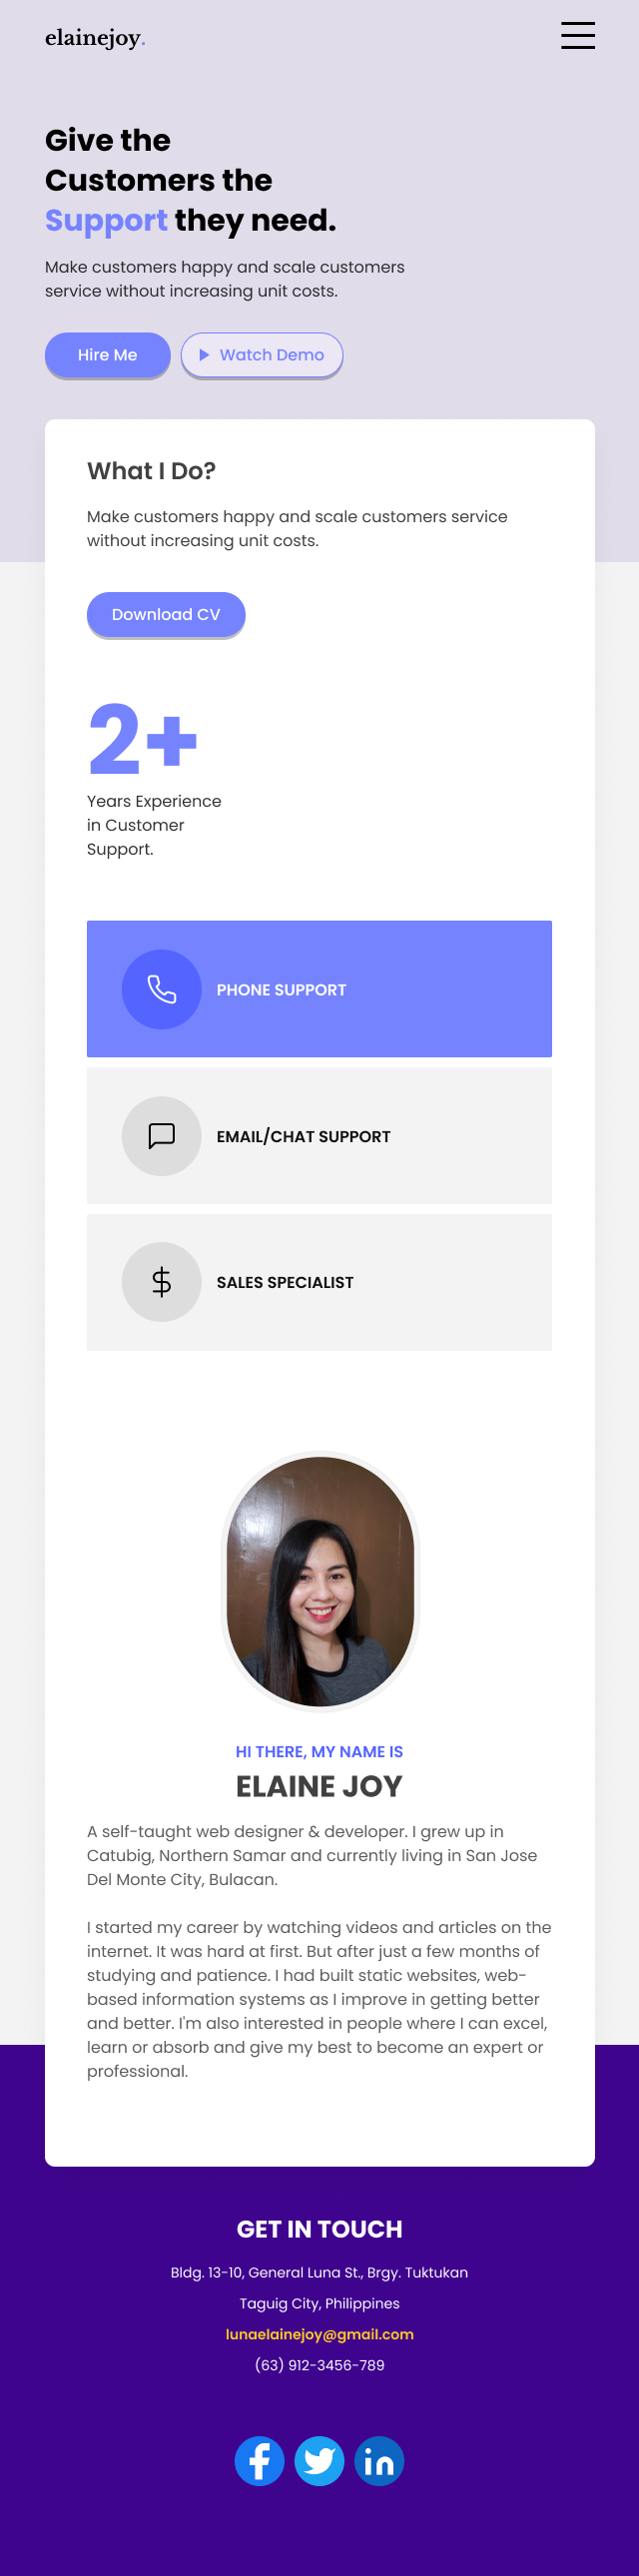 elainejoy.
Give the
Customers the
Support they need.
Make customers happy and scale customers
service without increasing unit costs.
Hire Me
Watch Demo
What I Do?
Make customers happy and scale customers service
without increasing unit costs.
Download CV
2+
Years Experience
in Customer
Support.
PHONE SUPPORT
EMAIL/CHAT SUPPORT
SALES SPECIALIST
HI THERE, MY NAME IS
ELAINE JOY
A self-taught web designer & developer. I grew up in
Catubig, Northern Samar and currently living in San Jose
Del Monte City, Bulacan.
I started my career by watching videos and articles on the
internet. It was hard at first. But after just a few months of
studying and patience. I had built static websites, web-
based information systems as I improve in getting better
and better. I'm also interested in people where I can excel,
learn or absorb and give my best to become an expert or
professional.
GET IN TOUCH
Bldg. 13-10, General Luna St., Brgy. Tuktukan
Taguig City, Philippines
lunaelainejoy@gmail.com
(63) 912-3456-789